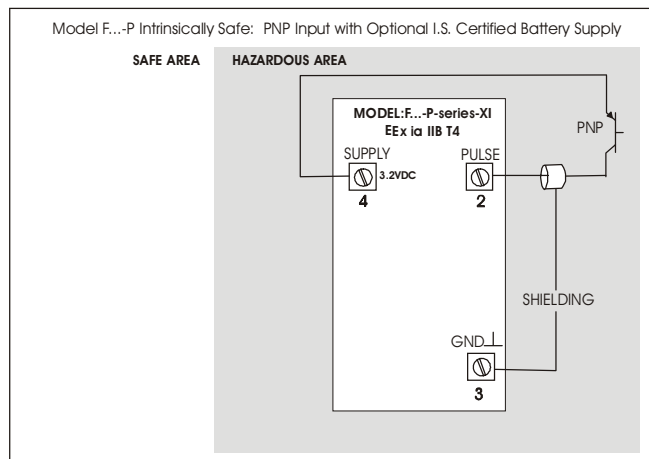 Model F...-P Intrinsically Safe: PNP Input with Optional I.S. Certified Battery Supply
SAFE AREA HAZARDOUS AREA
MODEL:F...-P-series-XI
EEx ia IIB T4
PNP
SUPPLY PULSE
3.2VDC
4 2
SHIELDING
GND
3